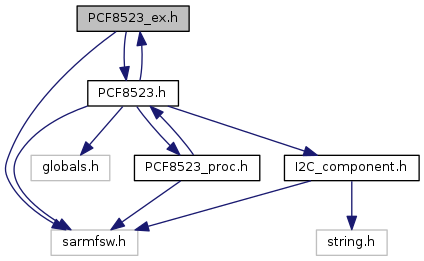 PCF8523_ex.h
PCF8523.h
globals.h
PCF8523_proc.h
I2C_component.h
sarmfsw.h
string.h